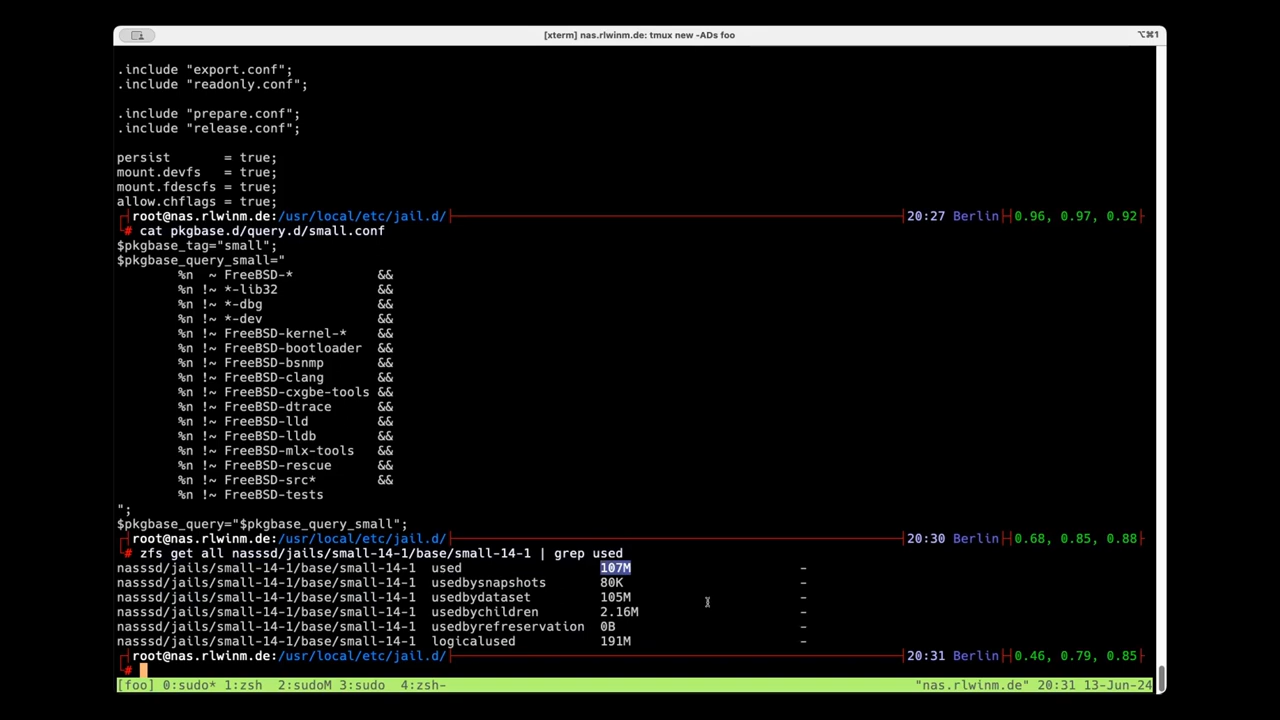 [xterm] nas.rlwinm.de: tmux new -ADs foo
⌥⌘1
.include "export.conf";
.include "readonly.conf";
.include "prepare.conf";
.include "release.conf";
persist       = true;
mount.devfs   = true;
mount.fdescfs = true;
allow.chflags = true;
root@nas.rlwinm.de:/usr/local/etc/jail.d/ 20:27 Berlin 0.96, 0.97, 0.92
# cat pkgbase.d/query.d/small.conf
$pkgbase_tag="small";
$pkgbase_query_small="
%n  ~ FreeBSD-*           &&
%n !~ *-lib32             &&
%n !~ *-dbg               &&
%n !~ *-dev               &&
%n !~ FreeBSD-kernel-*    &&
%n !~ FreeBSD-bootloader  &&
%n !~ FreeBSD-bsnmp       &&
%n !~ FreeBSD-clang       &&
%n !~ FreeBSD-cxgbe-tools &&
%n !~ FreeBSD-dtrace      &&
%n !~ FreeBSD-lld         &&
%n !~ FreeBSD-lldb        &&
%n !~ FreeBSD-mlx-tools   &&
%n !~ FreeBSD-rescue      &&
%n !~ FreeBSD-src*        &&
%n !~ FreeBSD-tests
";
$pkgbase_query="$pkgbase_query_small";
root@nas.rlwinm.de:/usr/local/etc/jail.d/ 20:30 Berlin 0.68, 0.85, 0.88
# zfs get all nasssd/jails/small-14-1/base/small-14-1 | grep used
nasssd/jails/small-14-1/base/small-14-1  used                  107M                      -
nasssd/jails/small-14-1/base/small-14-1  usedbysnapshots       80K                       -
nasssd/jails/small-14-1/base/small-14-1  usedbydataset         105M                      -
nasssd/jails/small-14-1/base/small-14-1  usedbychildren        2.16M                     -
nasssd/jails/small-14-1/base/small-14-1  usedbyrefreservation  0B                        -
nasssd/jails/small-14-1/base/small-14-1  logicalused           191M                      -
root@nas.rlwinm.de:/usr/local/etc/jail.d/ 20:31 Berlin 0.46, 0.79, 0.85
#
[foo] 0:sudo* 1:zsh  2:sudoM 3:sudo  4:zsh- "nas.rlwinm.de" 20:31 13-Jun-24